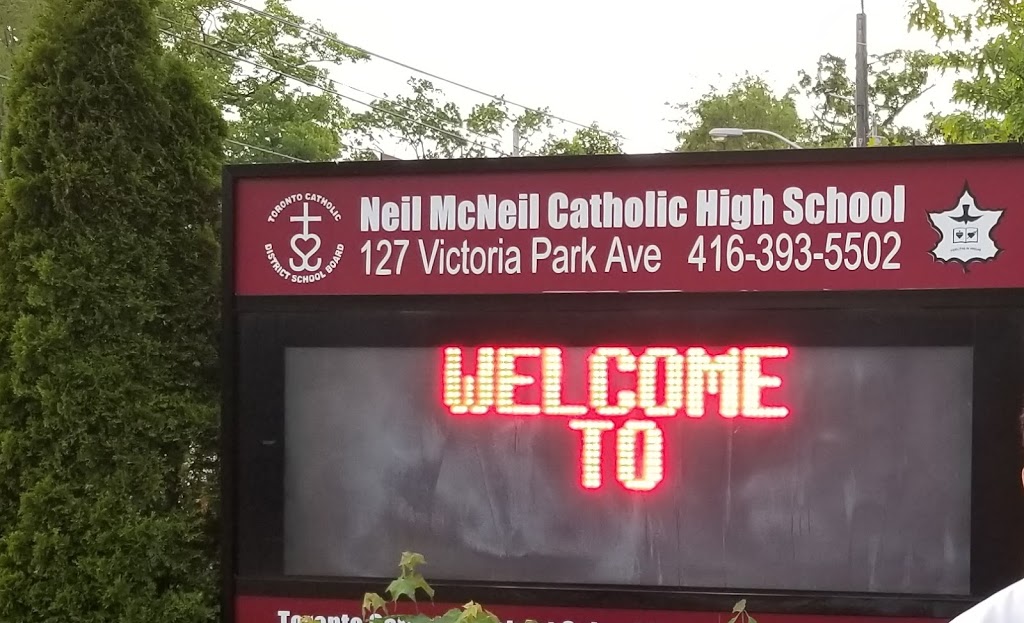 TORONTO CATHOLIC
DISTRICT SCHOOL BOARD
Neil McNeil Catholic High School
127 Victoria Park Ave 416-393-5502
WELCOME
TO
Toronto